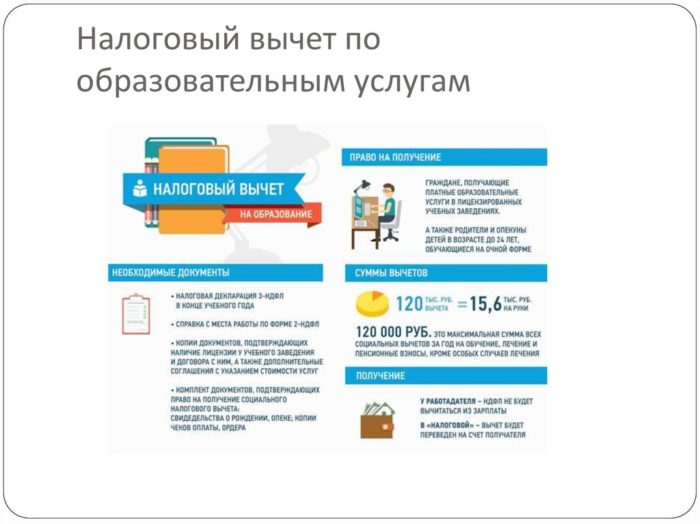 Налоговый вычет по
образовательным услугам
НАЛОГОВЫЙ ВЫЧЕТ
НА ОБРАЗОВАНИЕ
НЕОБХОДИМЫЕ ДОКУМЕНТЫ
• НАЛОГОВАЯ ДЕКЛАРАЦИЯ 3-НДФЛ
В КОНЦЕ УЧЕБНОГО ГОДА
• СПРАВКА С МЕСТА РАБОТЫ ПО ФОРМЕ 2-НДФЛ
• КОПИИ ДОКУМЕНТОВ, ПОДТВЕРЖДАЮЩИХ
НАЛИЧИЕ ЛИЦЕНЗИИ У УЧЕБНОГО ЗАВЕДЕНИЯ
И ДОГОВОРА С НИМ, А ТАКЖЕ ДОПОЛНИТЕЛЬНЫЕ
СОГЛАШЕНИЯ С УКАЗАНИЕМ СТОИМОСТИ УСЛУГ
• КОМПЛЕКТ ДОКУМЕНТОВ, ПОДТВЕРЖДАЮЩИХ
ПРАВО НА ПОЛУЧЕНИЕ СОЦИАЛЬНОГО
НАЛОГОВОГО ВЫЧЕТА:
СВИДЕТЕЛЬСТВА О РОЖДЕНИИ, ОПЕКЕ; КОПИИ
ЧЕКОВ ОПЛАТЫ, ОРДЕРА
ПРАВО НА ПОЛУЧЕНИЕ
ГРАЖДАНЕ, ПОЛУЧАЮЩИЕ
ПЛАТНЫЕ ОБРАЗОВАТЕЛЬНЫЕ
УСЛУГИ В ЛИЦЕНЗИРОВАННЫХ
УЧЕБНЫХ ЗАВЕДЕНИЯХ.
А ТАКЖЕ РОДИТЕЛИ И ОПЕКУНЫ
ДЕТЕЙ В ВОЗРАСТЕ ДО 24 ЛЕТ,
ОБУЧАЮЩИЕСЯ НА ОЧНОЙ ФОРМЕ
СУММЫ ВЫЧЕТОВ
120 ТЫС. РУБ. ВЫЧЕТА = 15,6 ТЫС. РУБ. НА РУКИ
120 000 РУБ. ЭТО МАКСИМАЛЬНАЯ СУММА ВСЕХ
СОЦИАЛЬНЫХ ВЫЧЕТОВ ЗА ГОД НА ОБУЧЕНИЕ, ЛЕЧЕНИЕ И
ПЕНСИОННЫЕ ВЗНОСЫ, КРОМЕ ОСОБЫХ СЛУЧАЕВ ЛЕЧЕНИЯ
ПОЛУЧЕНИЕ
У РАБОТАДАТЕЛЯ – НДФЛ НЕ БУДЕТ
ВЫЧИТАТЬСЯ ИЗ ЗАРПЛАТЫ
В «НАЛОГОВОЙ» – ВЫЧЕТ БУДЕТ
ПЕРЕВЕДЕН НА СЧЕТ ПОЛУЧАТЕЛЯ